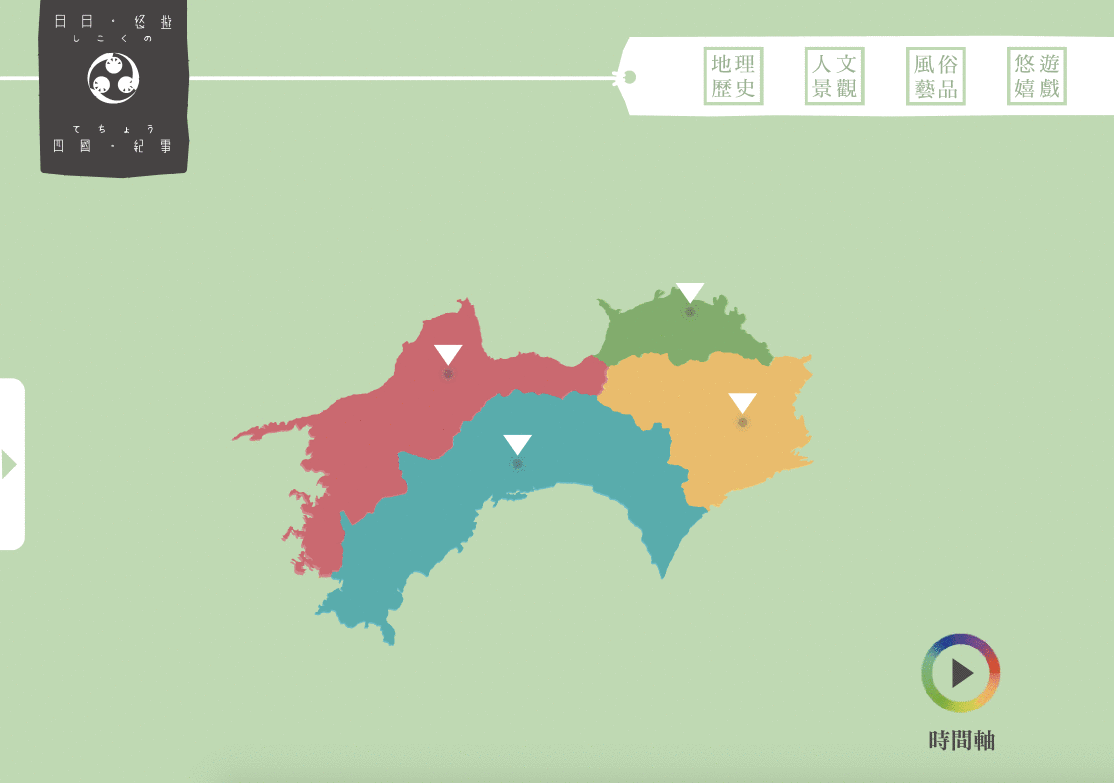 日日・悠遊
しこくの
てちょう
四國・紀事
地理
歷史
人文
景觀
風俗
藝品
悠遊
嬉戲
時間軸